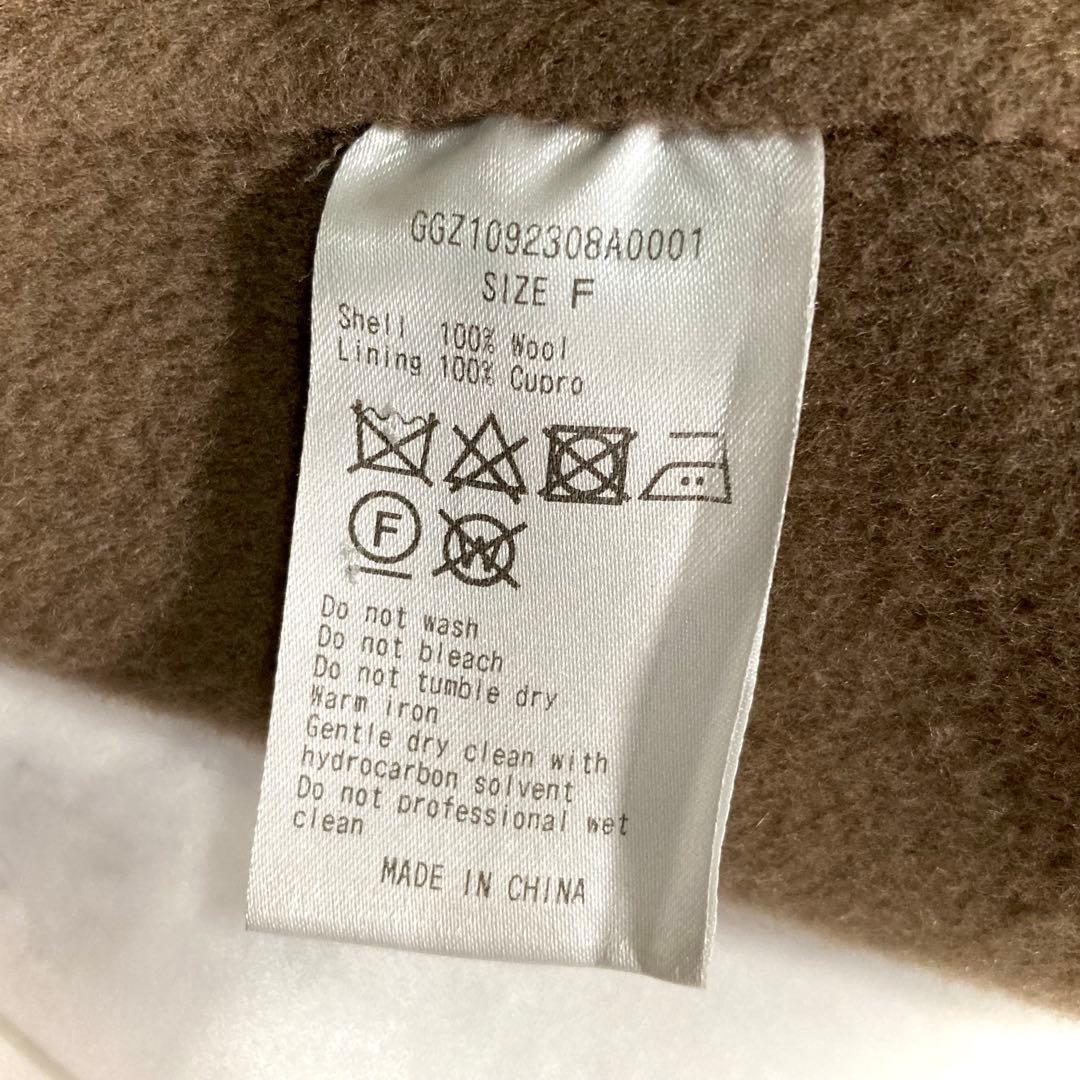 GGZ1092308A0001
SIZE F
Shell 100% Wool
Lining 100% Cupro
F
W
Do not wash
Do not bleach
Do not tumble dry
Warm iron
Gentle dry clean with
hydrocarbon solvent
Do not professional wet
clean
MADE IN CHINA